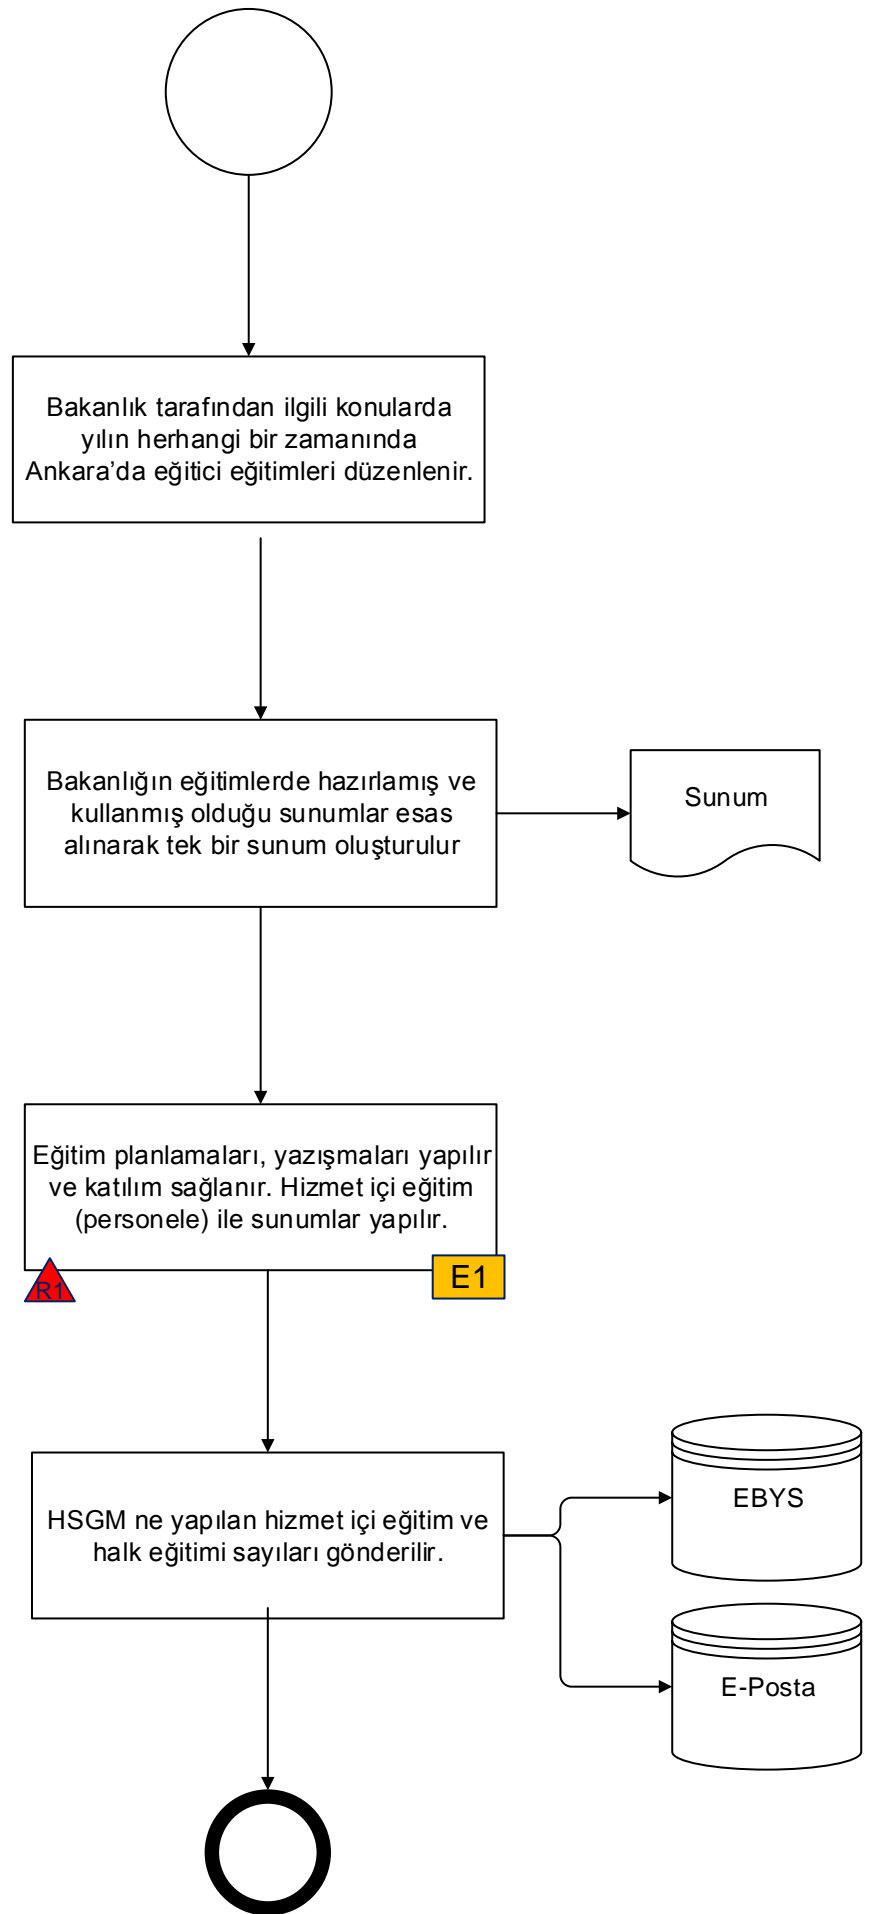 Bakanlık tarafından ilgili konularda
yılın herhangi bir zamanında
Ankara’da eğitici eğitimleri düzenlenir.
Bakanlığın eğitimlerde hazırlamış ve
kullanmış olduğu sunumlar esas
alınarak tek bir sunum oluşturulur
Sunum
Eğitim planlamaları, yazışmaları yapılır
ve katılım sağlanır. Hizmet içi eğitim
(personele) ile sunumlar yapılır.
R1
E1
HSGM ne yapılan hizmet içi eğitim ve
halk eğitimi sayıları gönderilir.
EBYS
E-Posta